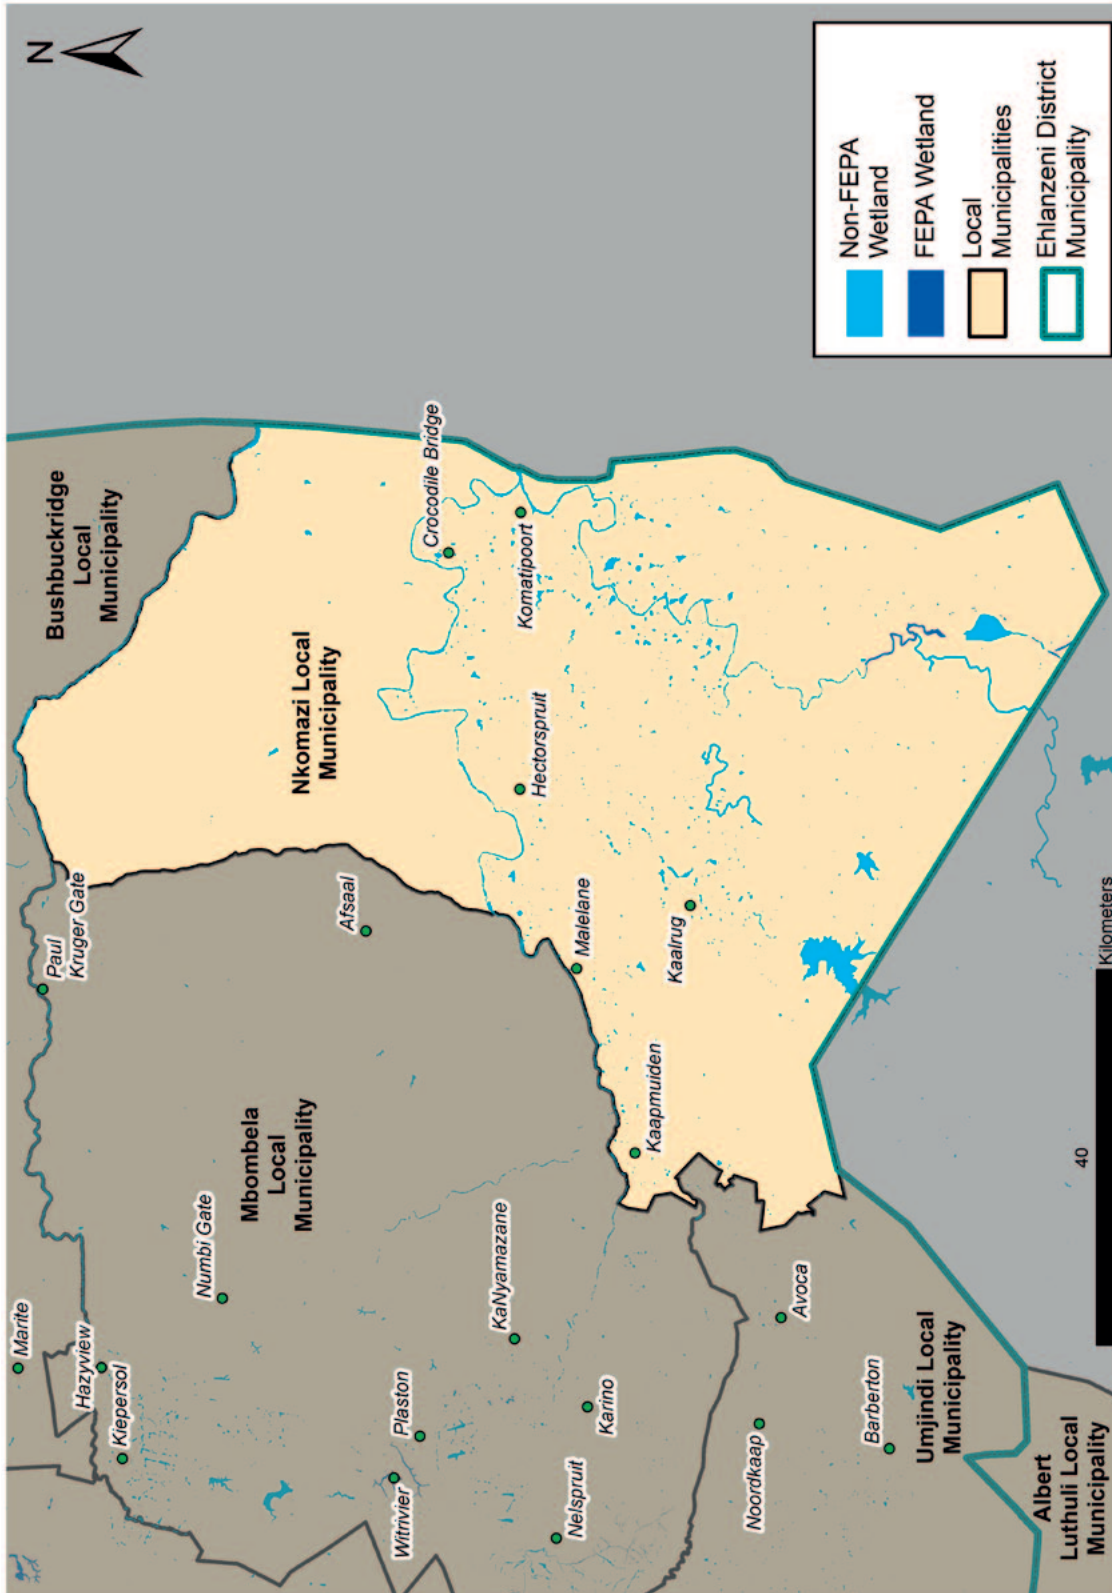 N
Marite
Hazyview
Kiepersol
Numbi Gate
Paul
Kruger Gate
Bushbuckridge
Local
Municipality
Mbombela
Local
Municipality
Nkomazi Local
Municipality
Afsaal
Crocodile Bridge
Witrivier
Plaston
KaNyamazane
Nelspruit
Karino
Hectorspruit
Komatipoort
Malelane
Kaapmuiden
Kaalrug
Noordkaap
Avoca
Barberton
Umjindi Local
Municipality
Albert
Luthuli Local
Municipality
40
Kilometers
Non-FEPA
Wetland
FEPA Wetland
Local
Municipalities
Ehlanzeni District
Municipality